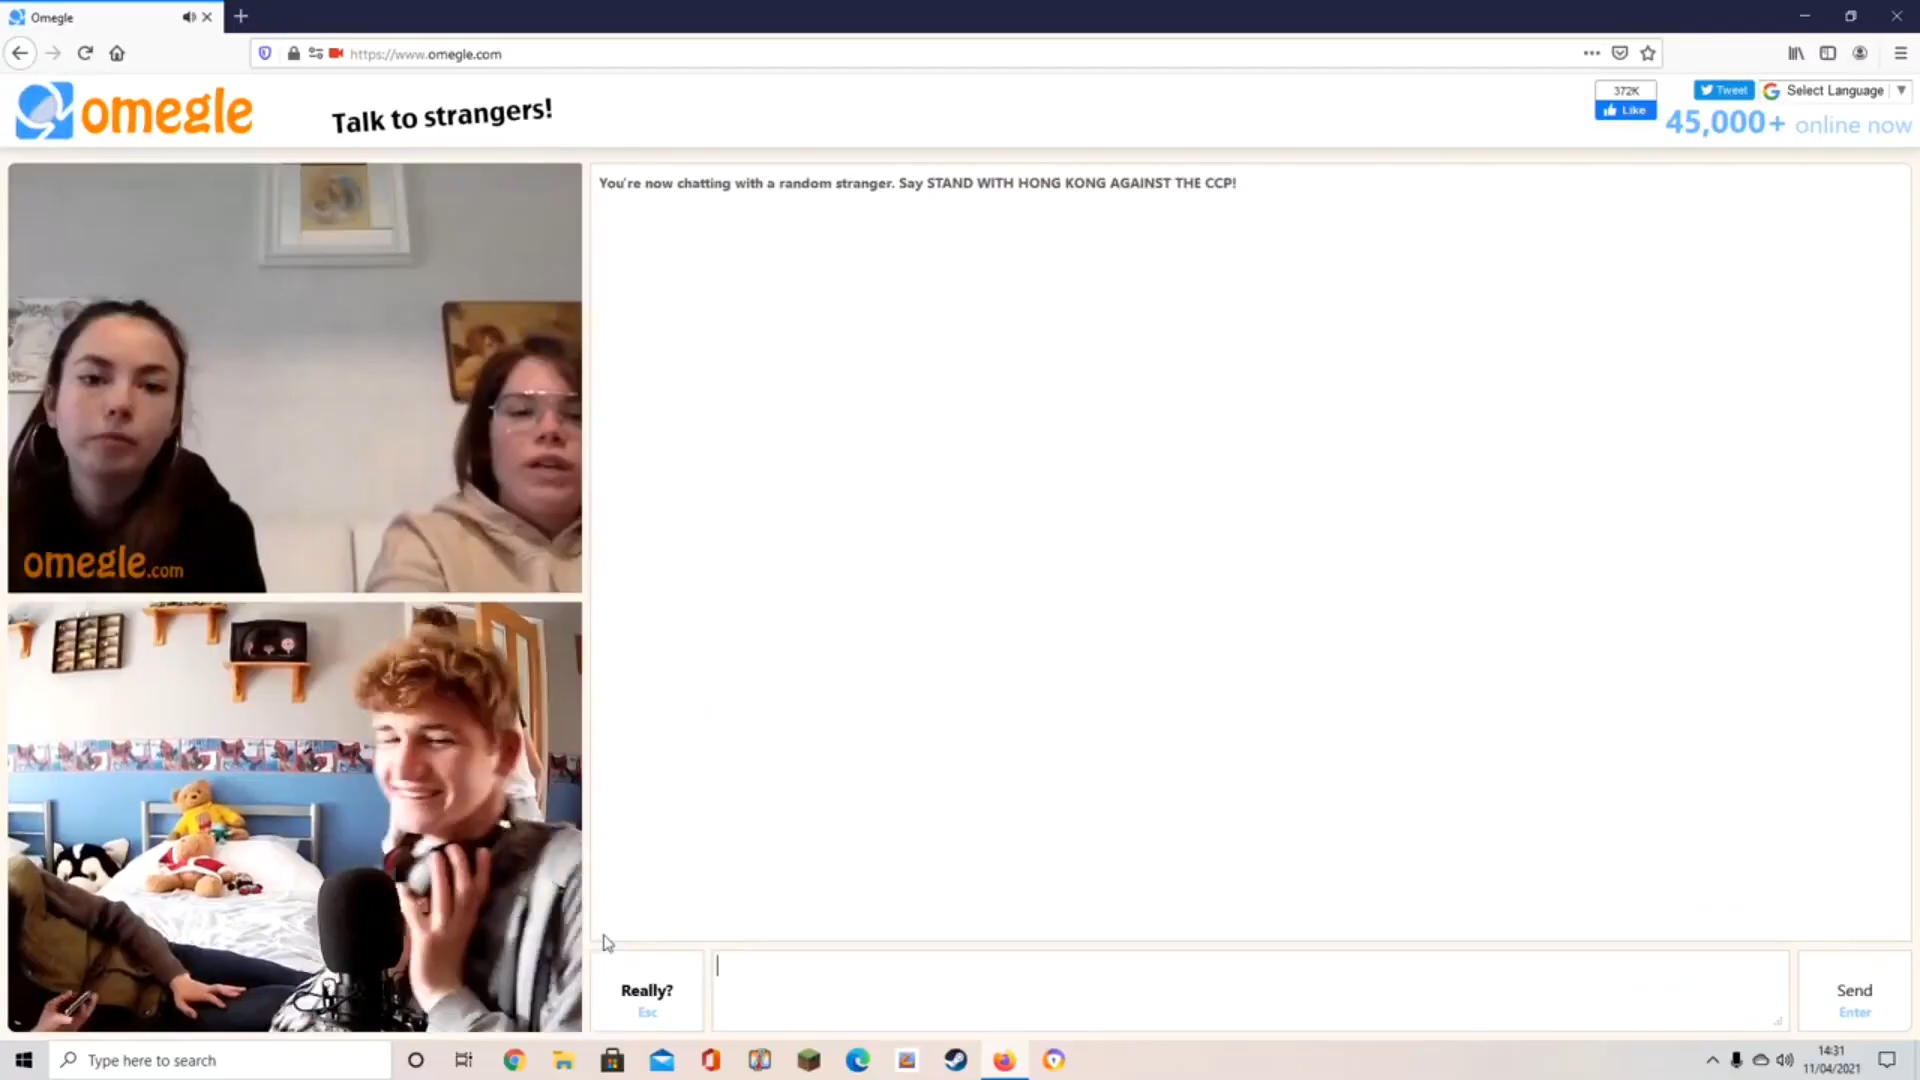 Omegle
https://www.omegle.com
omegle
Talk to strangers!
372K
Like
Tweet
Select Language
45,000+ online now
You're now chatting with a random stranger. Say STAND WITH HONG KONG AGAINST THE CCP!
omegle.com
Really?
Esc
Send
Enter
Type here to search
14:31
11/04/2021